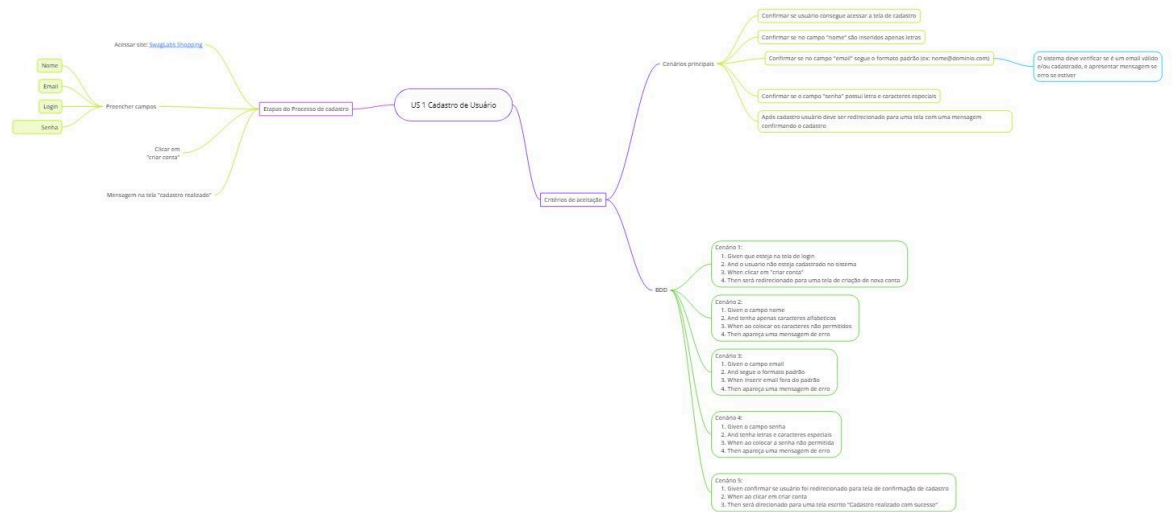 US 1 Cadastro de Usuário
Etapas do Processo de cadastro
Acessar site: SwagLabs Shopping
Preencher campos
Nome
Email
Login
Senha
Clicar em
"criar conta"
Mensagem na tela "cadastro realizado"
Critérios de aceitação
Cenários principais
Confirmar se usuário consegue acessar a tela de cadastro
Confirmar se no campo "nome" são inseridos apenas letras
Confirmar se no campo "email" segue o formato padrão (ex: nome@dominio.com)
O sistema deve verificar se é um email válido
e/ou cadastrado, e apresentar mensagem se
erro se estiver
Confirmar se o campo "senha" possui letra e caracteres especiais
Após cadastro usuário deve ser redirecionado para uma tela com uma mensagem
confirmando o cadastro
BDD
Cenário 1:
1. Given que esteja na tela de login
2. And o usuario não esteja cadastrado no sistema
3. When clicar em "criar conta"
4. Then será redirecionado para uma tela de criação de nova conta
Cenário 2:
1. Given o campo nome
2. And tenha apenas caracteres alfabeticos
3. When ao colocar os caracteres não permitidos
4. Then apareça uma mensagem de erro
Cenário 3:
1. Given o campo email
2. And segue o formato padrão
3. When inserir email fora do padrão
4. Then apareça uma mensagem de erro
Cenário 4:
1. Given o campo senha
2. And tenha letras e caracteres especiais
3. When ao colocar a senha não permitida
4. Then apareça uma mensagem de erro
Cenário 5:
1. Given confirmar se usuário foi redirecionado para tela de confirmação de cadastro
2. When ao clicar em criar conta
3. Then será direcionado para uma tela escrito "Cadastro realizado com sucesso"